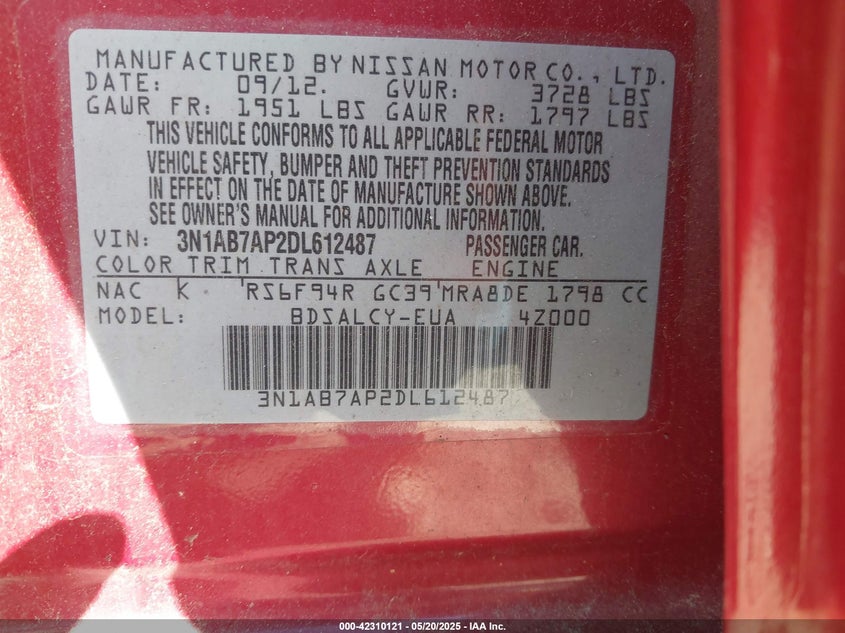 MANUFACTURED BY NISSAN MOTOR CO., LTD.
DATE: 09/12. GVWR: 3728 LBS
GAWR FR: 1951 LBS GAWR RR: 1797 LBS
THIS VEHICLE CONFORMS TO ALL APPLICABLE FEDERAL MOTOR
VEHICLE SAFETY, BUMPER AND THEFT PREVENTION STANDARDS
IN EFFECT ON THE DATE OF MANUFACTURE SHOWN ABOVE.
SEE OWNER'S MANUAL FOR ADDITIONAL INFORMATION.
VIN: 3N1AB7AP2DL612487 PASSENGER CAR.
COLOR TRIM TRANS AXLE ENGINE
NAC K 'RS6F94R GC39'MRA8DE 1798 CC
MODEL: BDSALCY-EUA 4Z000
3N1AB7AP2DL612487
000-42310121 — 05/20/2025 — IAA Inc.